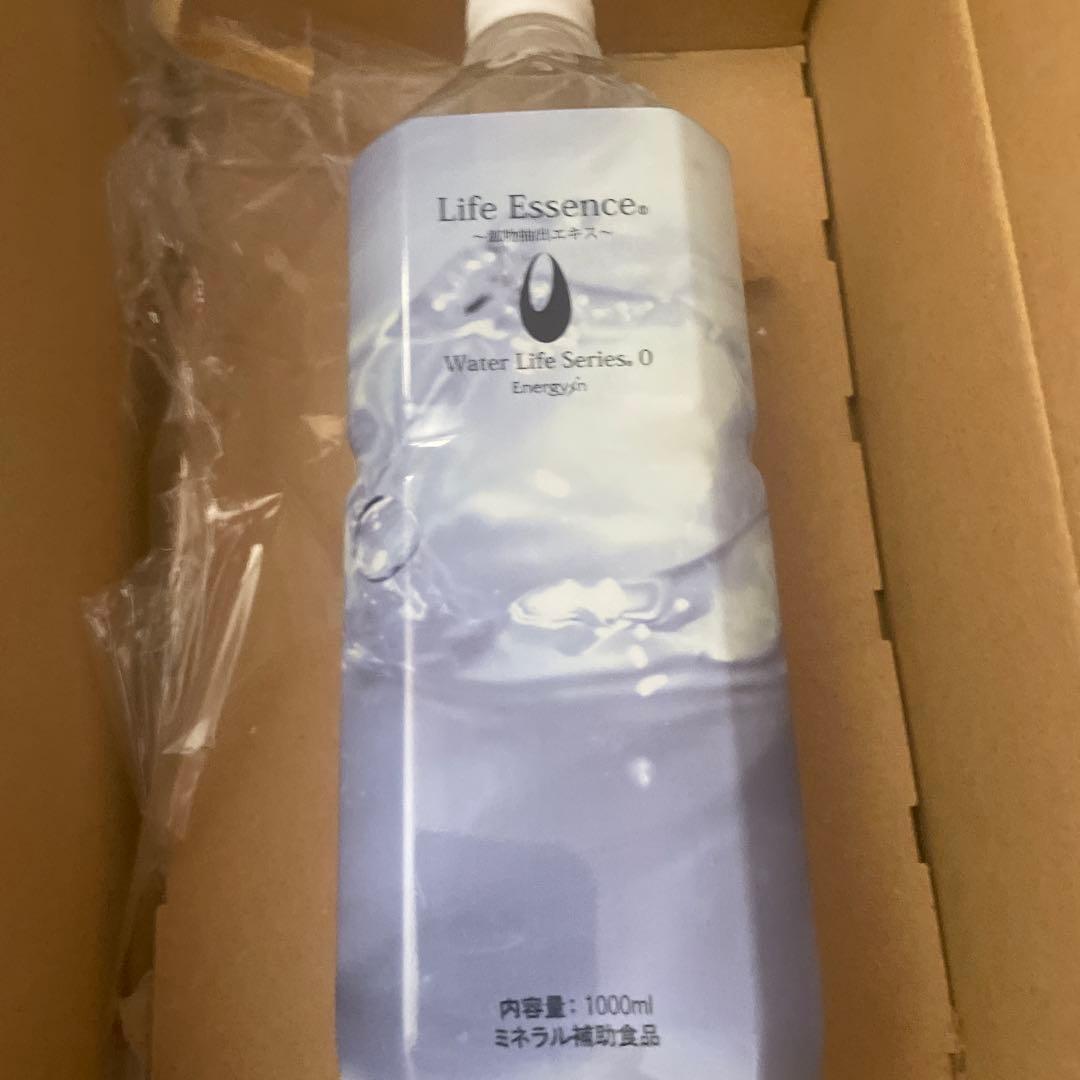 Life Essence®
～鉱物抽出エキス～
Water Life Series® 0
Energy✓n
内容量：1000ml
ミネラル補助食品